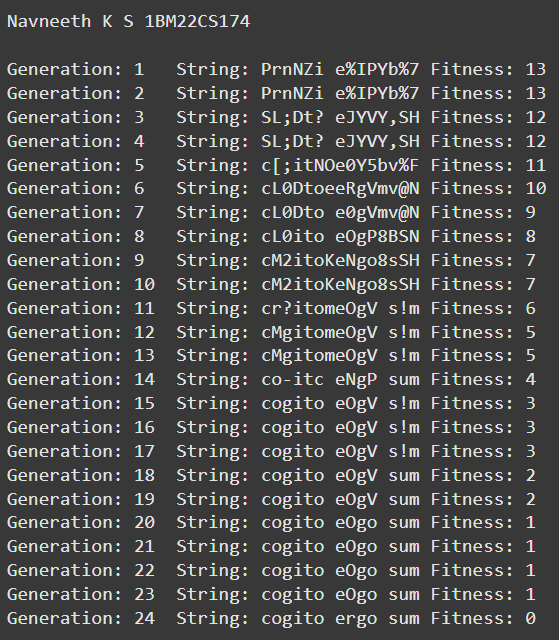 Navneeth K S 1BM22CS174
Generation: 1 String: PrnNZi e%IPYb%7 Fitness: 13
Generation: 2 String: PrnNZi e%IPYb%7 Fitness: 13
Generation: 3 String: SL;Dt? eJYVY,SH Fitness: 12
Generation: 4 String: SL;Dt? eJYVY,SH Fitness: 12
Generation: 5 String: c[;itNOe0Y5bv%F Fitness: 11
Generation: 6 String: cL0DtoeeRgVmv@N Fitness: 10
Generation: 7 String: cL0Dto e0gVmv@N Fitness: 9
Generation: 8 String: cL0ito eOgP8BSN Fitness: 8
Generation: 9 String: cM2itoKeNgo8sSH Fitness: 7
Generation: 10 String: cM2itoKeNgo8sSH Fitness: 7
Generation: 11 String: cr?itomeOgV s!m Fitness: 6
Generation: 12 String: cMgitomeOgV s!m Fitness: 5
Generation: 13 String: cMgitomeOgV s!m Fitness: 5
Generation: 14 String: co-itc eNgP sum Fitness: 4
Generation: 15 String: cogito eOgV s!m Fitness: 3
Generation: 16 String: cogito eOgV s!m Fitness: 3
Generation: 17 String: cogito eOgV s!m Fitness: 3
Generation: 18 String: cogito eOgV sum Fitness: 2
Generation: 19 String: cogito eOgV sum Fitness: 2
Generation: 20 String: cogito eOgo sum Fitness: 1
Generation: 21 String: cogito eOgo sum Fitness: 1
Generation: 22 String: cogito eOgo sum Fitness: 1
Generation: 23 String: cogito eOgo sum Fitness: 1
Generation: 24 String: cogito ergo sum Fitness: 0